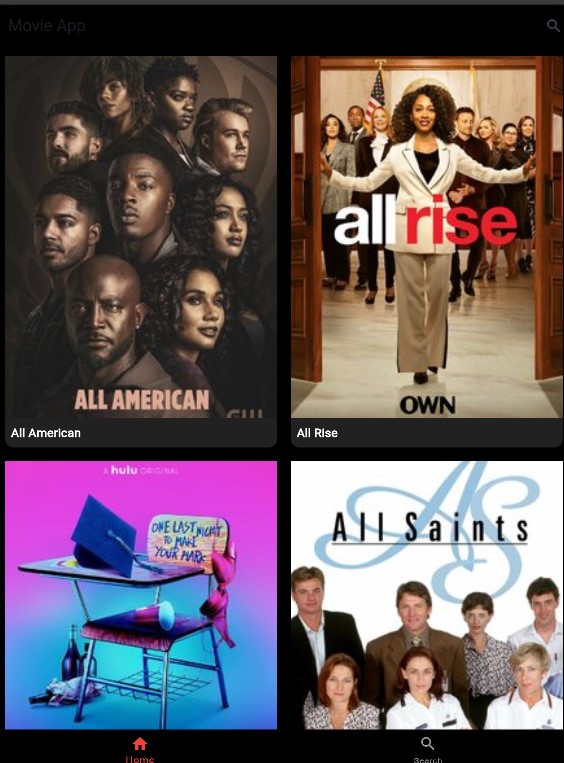 Movie App
all rise
ALL AMERICAN
OWN
All American
All Rise
A hulu ORIGINAL
ONE LAST NIGHT
TO MAKE
YOUR MARK
All Saints
Home
Search